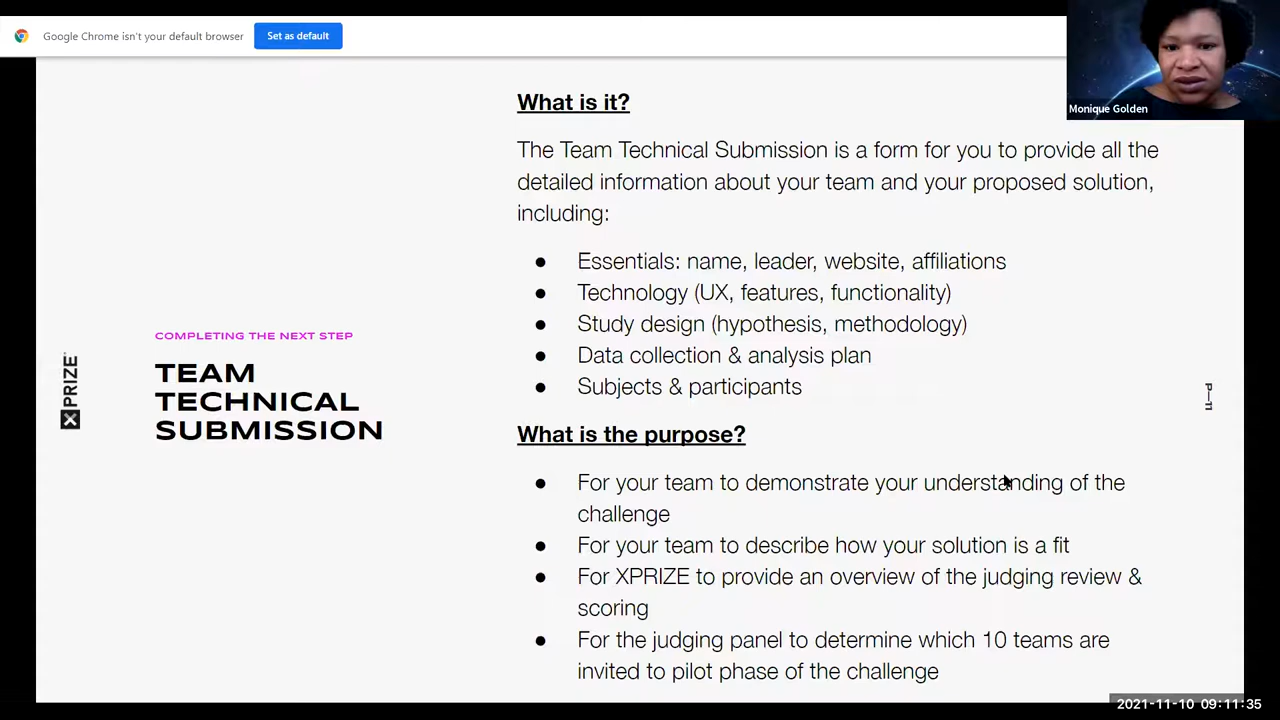 Google Chrome isn't your default browser
Set as default
Monique Golden
What is it?
The Team Technical Submission is a form for you to provide all the
detailed information about your team and your proposed solution,
including:
● Essentials: name, leader, website, affiliations
● Technology (UX, features, functionality)
● Study design (hypothesis, methodology)
● Data collection & analysis plan
● Subjects & participants
COMPLETING THE NEXT STEP
TEAM
TECHNICAL
SUBMISSION
XPRIZE
P—11
What is the purpose?
● For your team to demonstrate your understanding of the
challenge
● For your team to describe how your solution is a fit
● For XPRIZE to provide an overview of the judging review &
scoring
● For the judging panel to determine which 10 teams are
invited to pilot phase of the challenge
2021-11-10 09:11:35